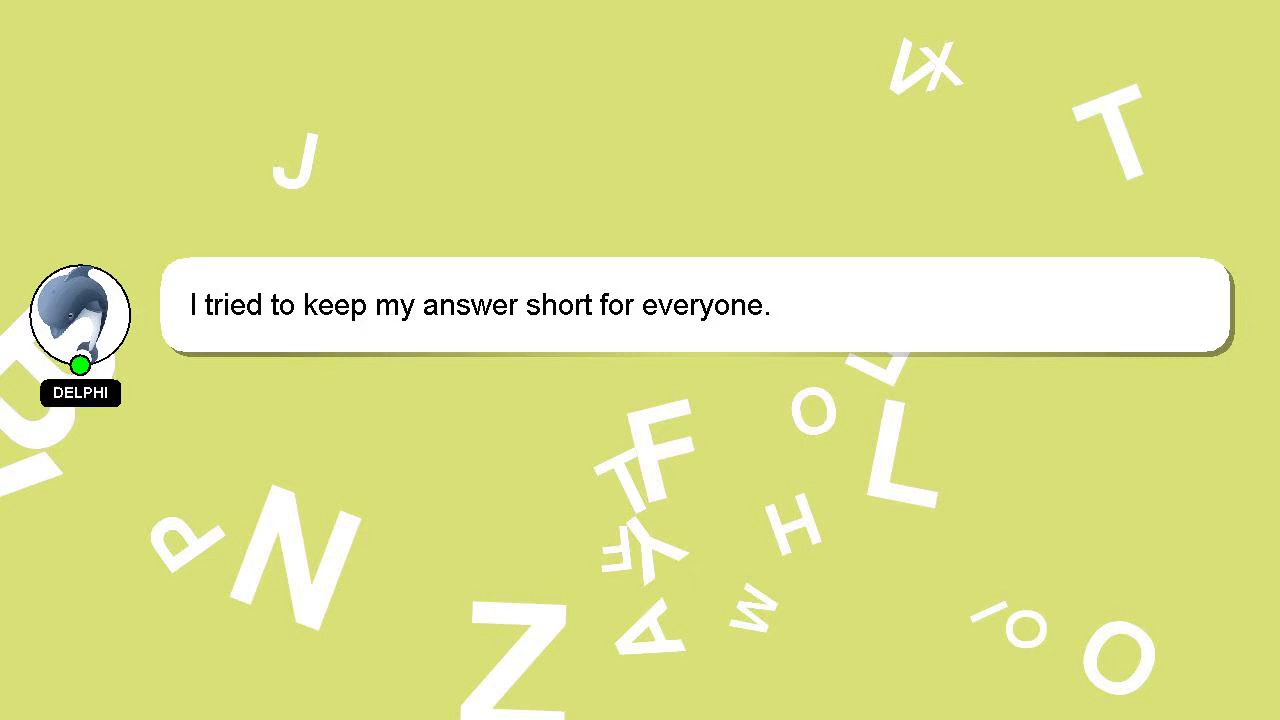 V X
T
J
I tried to keep my answer short for everyone.
DELPHI
O
F
L
T
N
P
H
F
Y
W
A
Z
I
O
O